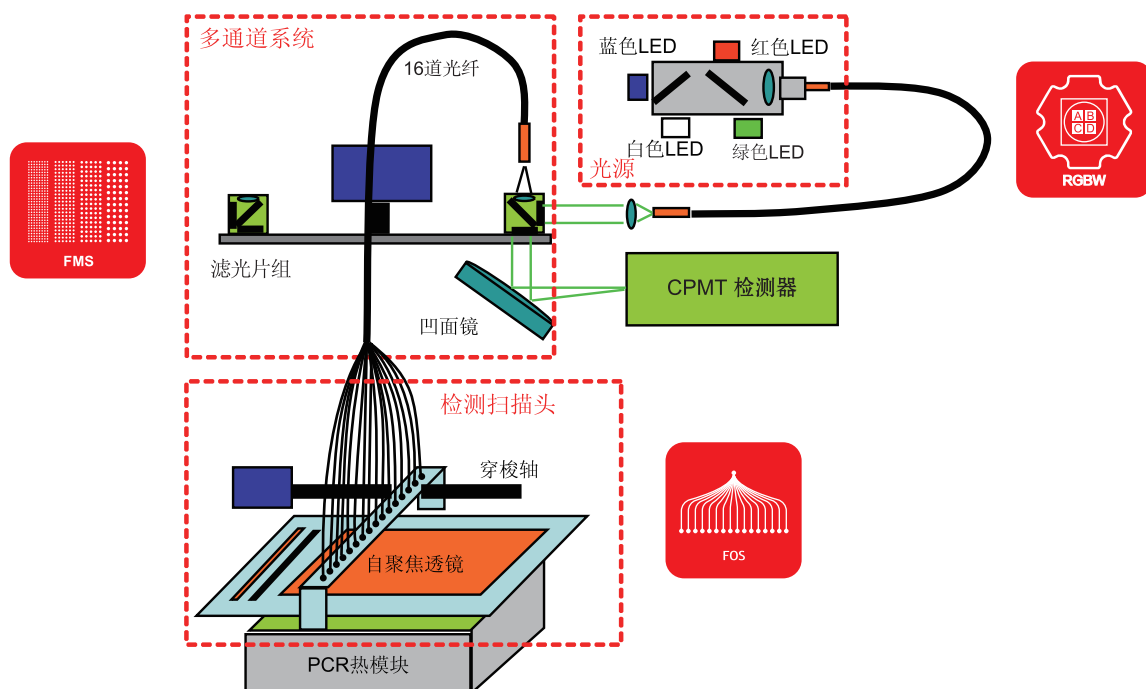 多通道系统
16道光纤
蓝色LED
红色LED
白色LED
绿色LED
光源
A B
C D
RGBW
FMS
滤光片组
凹面镜
CPMT 检测器
检测扫描头
穿梭轴
自聚焦透镜
FOS
PCR热模块